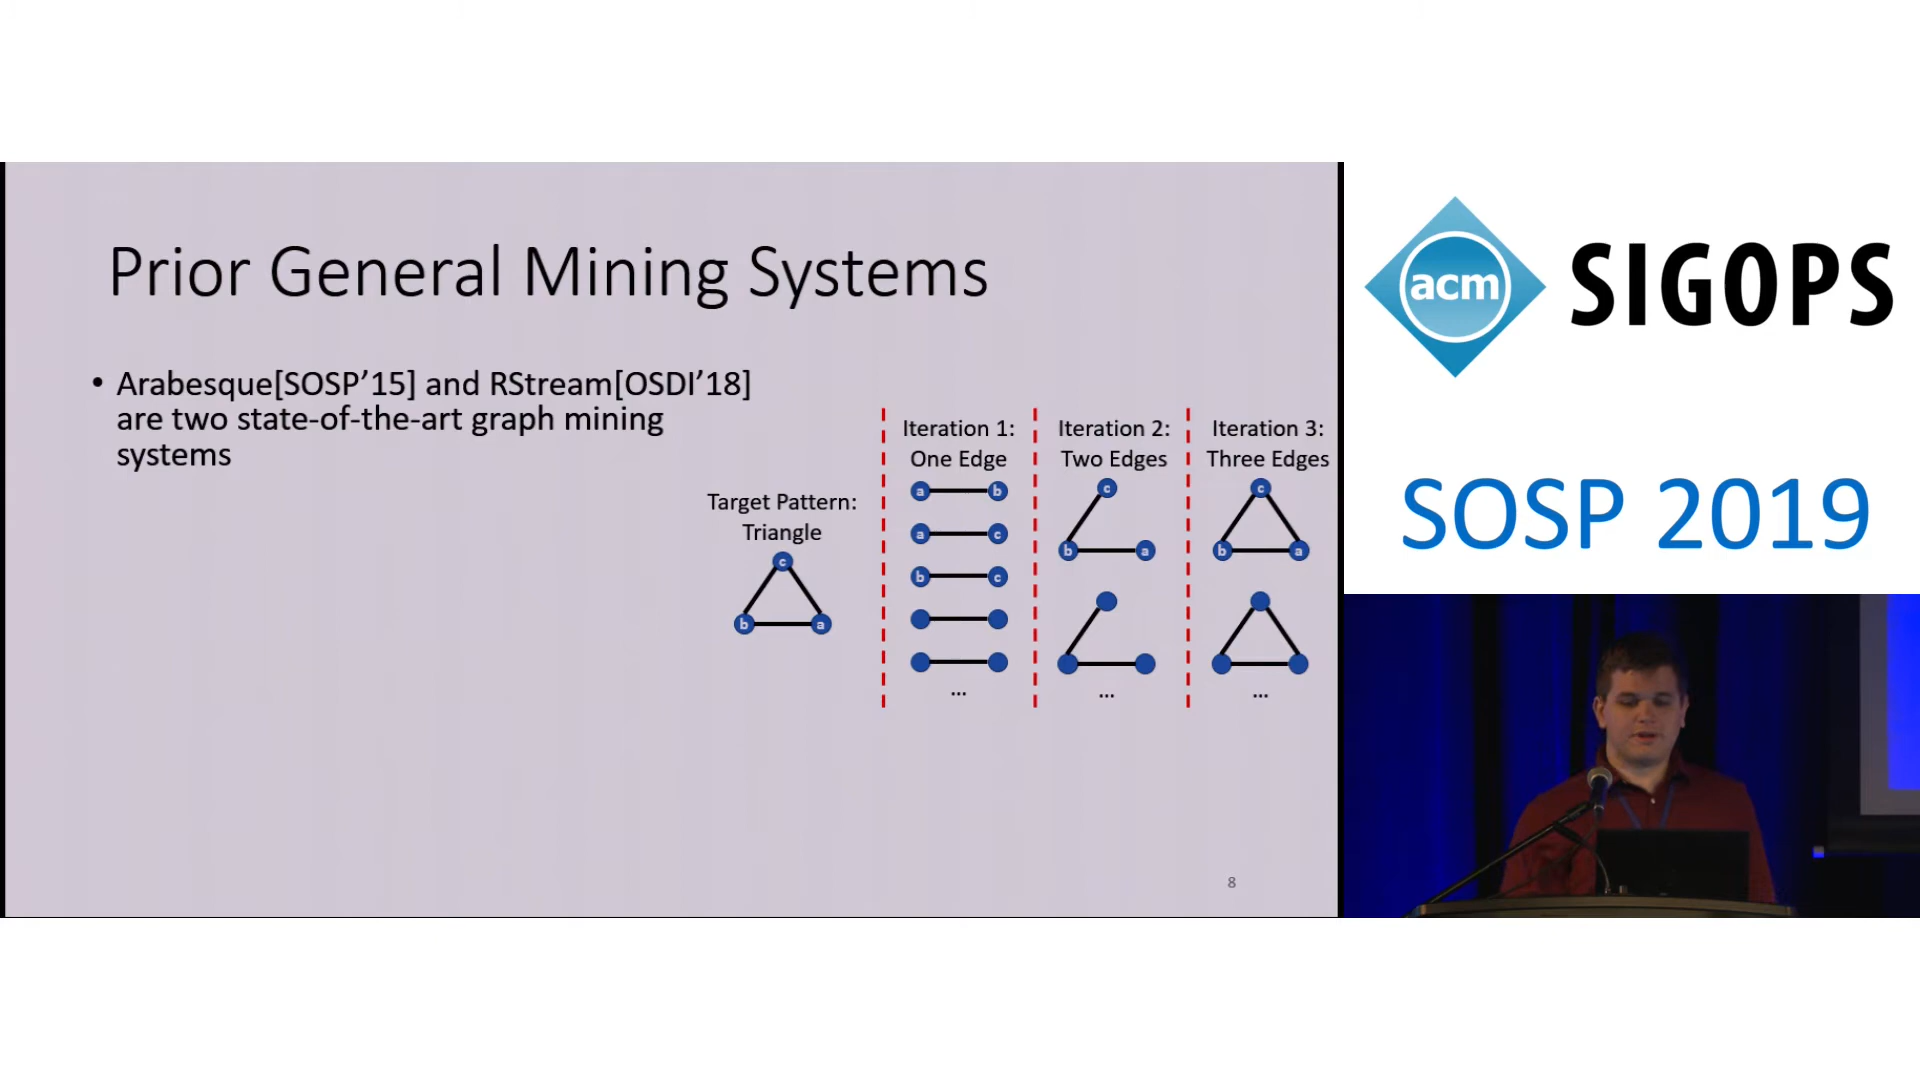 Prior General Mining Systems
• Arabesque[SOSP’15] and RStream[OSDI’18]
are two state-of-the-art graph mining
systems
Target Pattern:
Triangle
c
b
a
Iteration 1:
One Edge
a b
a c
b c
...
Iteration 2:
Two Edges
c
b a
...
Iteration 3:
Three Edges
c
b a
...
8
acm SIGOPS
SOSP 2019